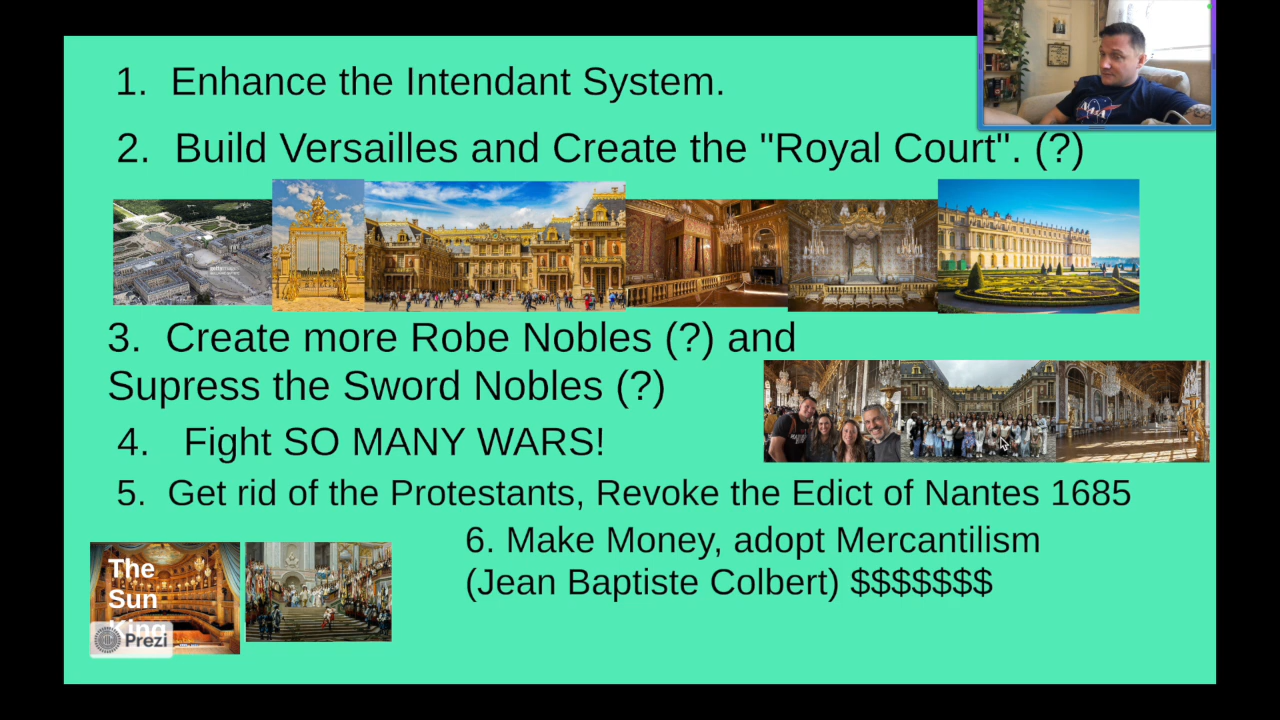 1. Enhance the Intendant System.
2. Build Versailles and Create the "Royal Court". (?)
3. Create more Robe Nobles (?) and
Supress the Sword Nobles (?)
4. Fight SO MANY WARS!
5. Get rid of the Protestants, Revoke the Edict of Nantes 1685
6. Make Money, adopt Mercantilism
(Jean Baptiste Colbert) $$$$$$$
The
Sun
King
Prezi
NASA